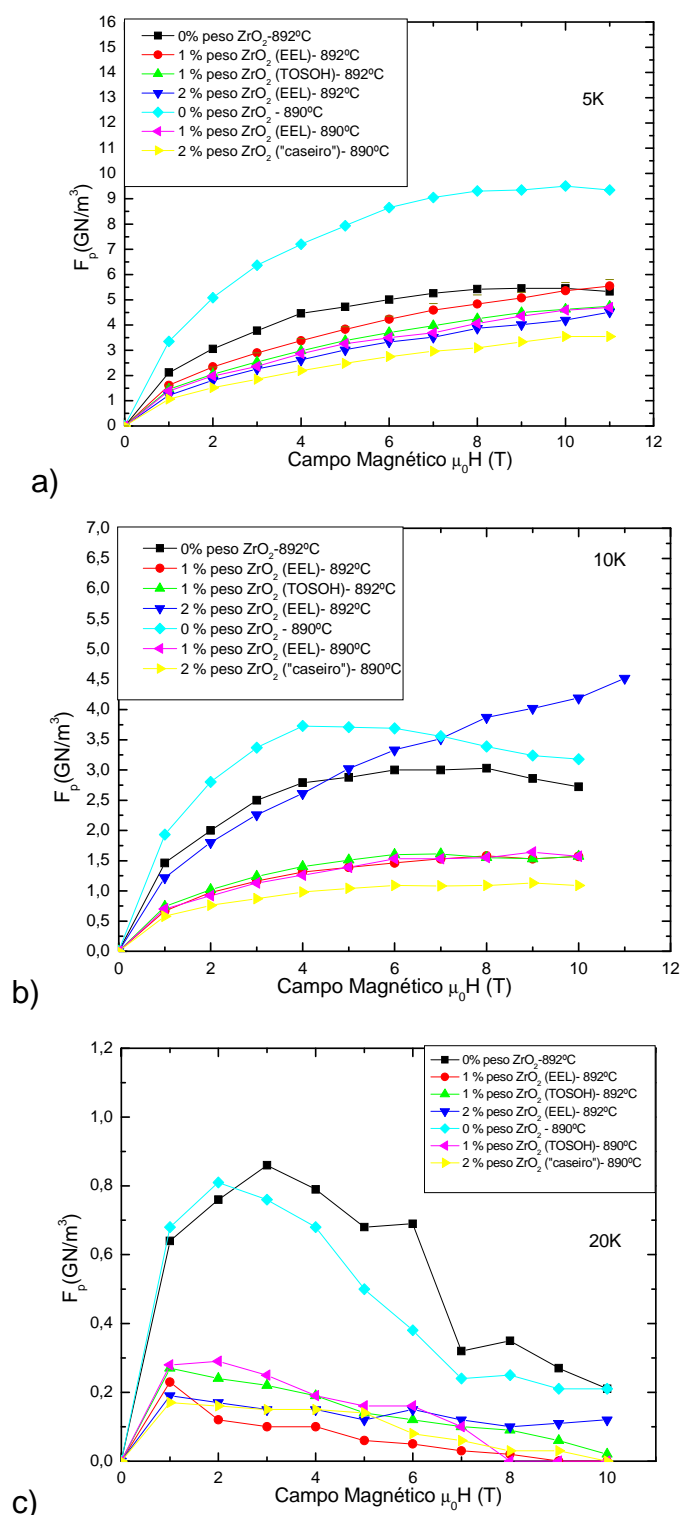 16
15
14
13
12
11
10
9
8
7
6
5
4
3
2
1
0
F_p(GN/m³)
0% peso ZrO₂-892ºC
1 % peso ZrO₂ (EEL)- 892ºC
1 % peso ZrO₂ (TOSOH)- 892ºC
2 % peso ZrO₂ (EEL)- 892ºC
0 % peso ZrO₂ - 890ºC
1 % peso ZrO₂ (EEL)- 890ºC
2 % peso ZrO₂ ("caseiro")- 890ºC
5K
0 2 4 6 8 10 12
Campo Magnético μ₀H (T)
a)
7,0
6,5
6,0
5,5
5,0
4,5
4,0
3,5
3,0
2,5
2,0
1,5
1,0
0,5
0,0
F_p(GN/m³)
0% peso ZrO₂-892ºC
1 % peso ZrO₂ (EEL)- 892ºC
1 % peso ZrO₂ (TOSOH)- 892ºC
2 % peso ZrO₂ (EEL)- 892ºC
0 % peso ZrO₂ - 890ºC
1 % peso ZrO₂ (EEL)- 890ºC
2 % peso ZrO₂ ("caseiro")- 890ºC
10K
0 2 4 6 8 10
Campo Magnético μ₀H (T)
b)
1,2
1,0
0,8
0,6
0,4
0,2
0,0
F_p(GN/m³)
0% peso ZrO₂-892ºC
1 % peso ZrO₂ (EEL)- 892ºC
1 % peso ZrO₂ (TOSOH)- 892ºC
2 % peso ZrO₂ (EEL)- 892ºC
0 % peso ZrO₂ - 890ºC
1 % peso ZrO₂ (TOSOH)- 890ºC
2 % peso ZrO₂ ("caseiro")- 890ºC
20K
0 2 4 6 8 10
Campo Magnético μ₀H (T)
c)